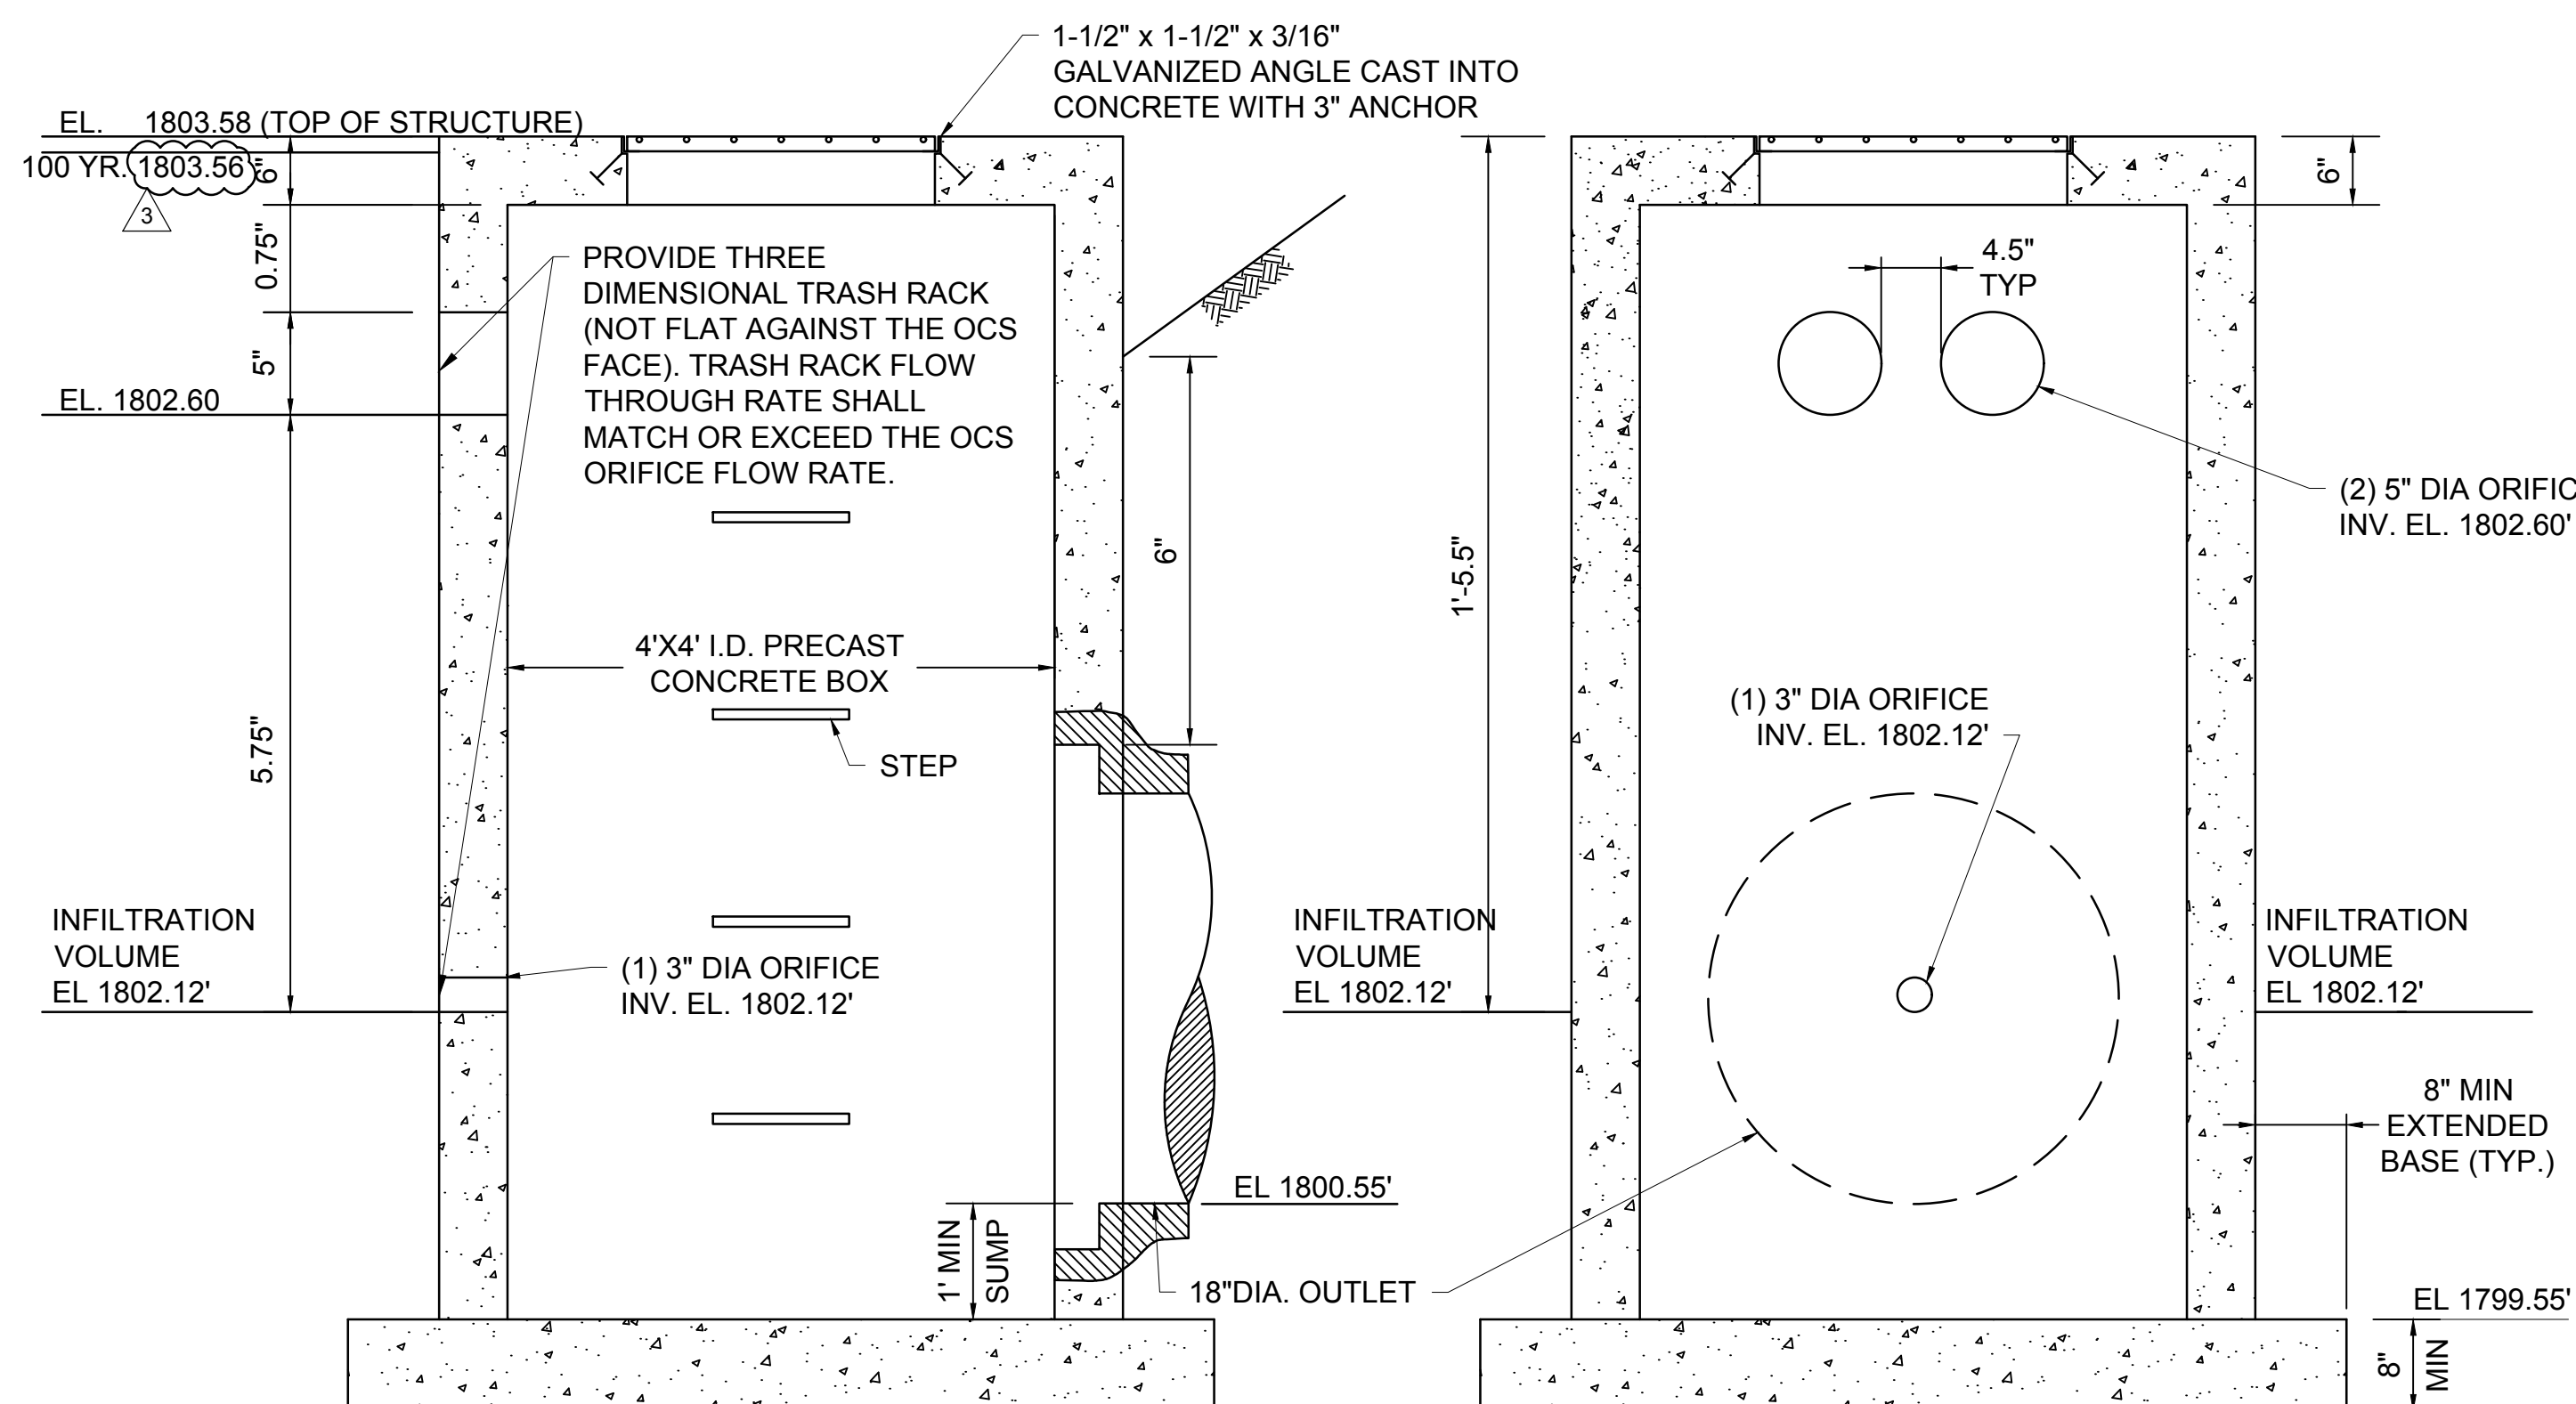 1-1/2" x 1-1/2" x 3/16"
GALVANIZED ANGLE CAST INTO
CONCRETE WITH 3" ANCHOR
EL. 1803.58 (TOP OF STRUCTURE)
100 YR. 1803.56
3
6"
0.75"
5"
EL. 1802.60
5.75"
INFILTRATION
VOLUME
EL 1802.12'
PROVIDE THREE
DIMENSIONAL TRASH RACK
(NOT FLAT AGAINST THE OCS
FACE). TRASH RACK FLOW
THROUGH RATE SHALL
MATCH OR EXCEED THE OCS
ORIFICE FLOW RATE.
4'X4' I.D. PRECAST
CONCRETE BOX
STEP
(1) 3" DIA ORIFICE
INV. EL. 1802.12'
6"
1' MIN
SUMP
EL 1800.55'
18"DIA. OUTLET
1'-5.5"
INFILTRATION
VOLUME
EL 1802.12'
4.5"
TYP
6"
(2) 5" DIA ORIFIC
INV. EL. 1802.60'
(1) 3" DIA ORIFICE
INV. EL. 1802.12'
INFILTRATION
VOLUME
EL 1802.12'
8" MIN
EXTENDED
BASE (TYP.)
EL 1799.55'
8"
MIN